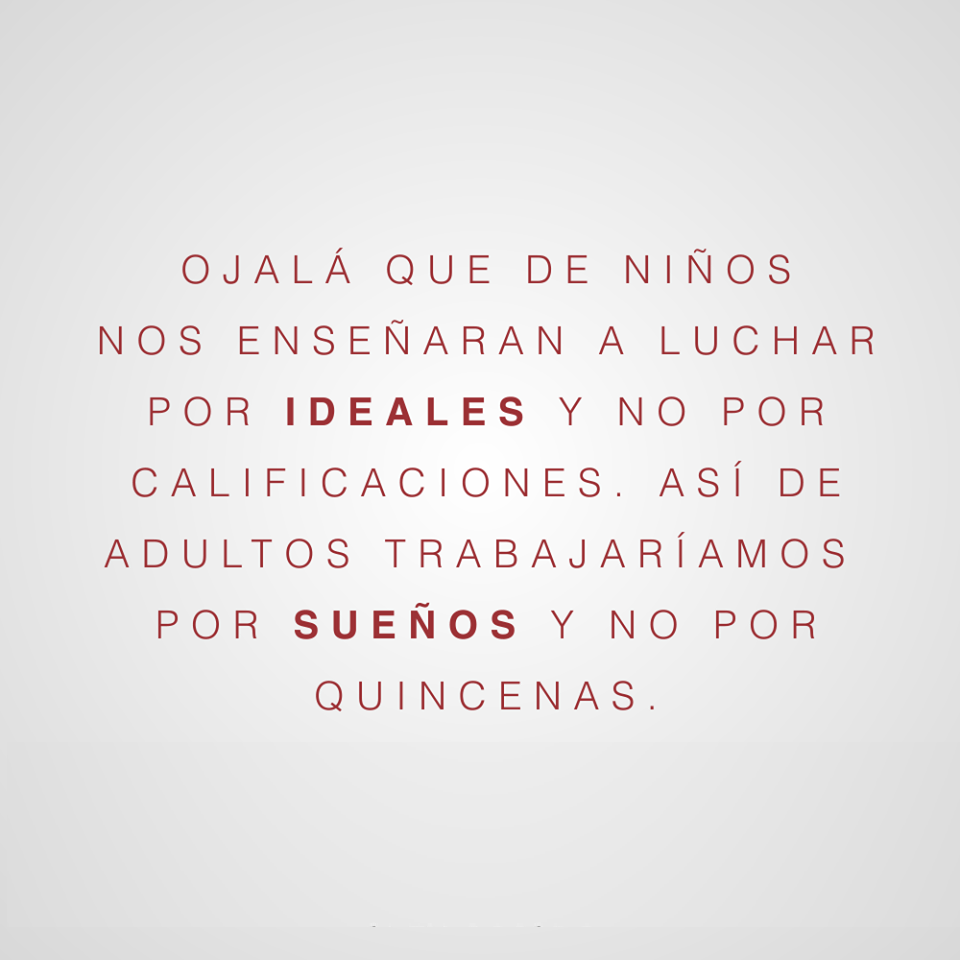 OJALÁ QUE DE NIÑOS
NOS ENSEÑARAN A LUCHAR
POR IDEALES Y NO POR
CALIFICACIONES. ASÍ DE
ADULTOS TRABAJARÍAMOS
POR SUEÑOS Y NO POR
QUINCENAS.